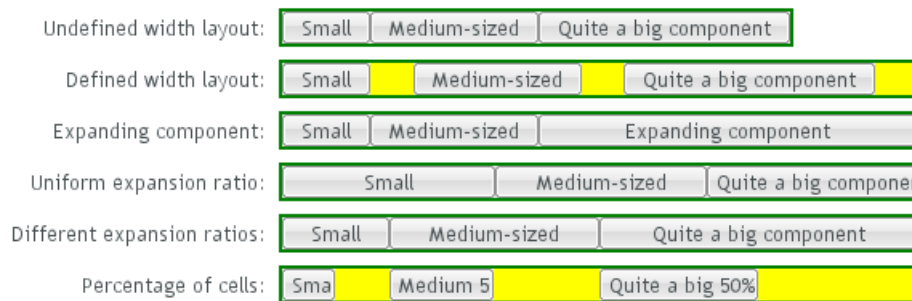 Undefined width layout: Small Medium-sized Quite a big component
Defined width layout: Small Medium-sized Quite a big component
Expanding component: Small Medium-sized Expanding component
Uniform expansion ratio: Small Medium-sized Quite a big compone
Different expansion ratios: Small Medium-sized Quite a big component
Percentage of cells: Sma Medium 5 Quite a big 50%